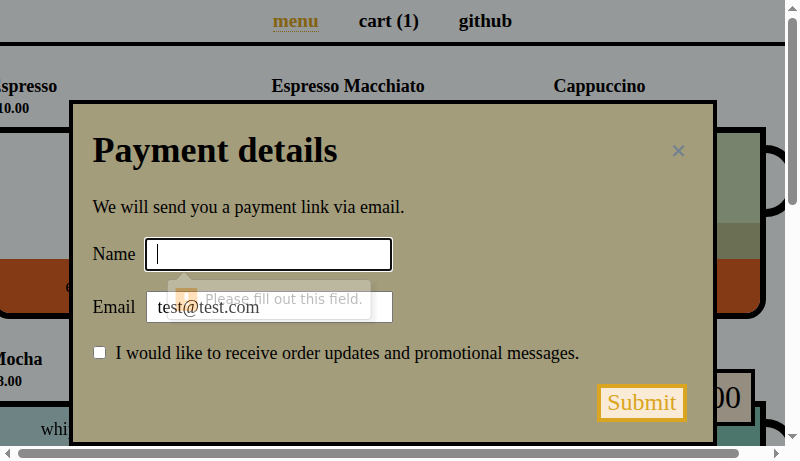 menu cart (1) github
Espresso Espresso Macchiato Cappuccino
10.00
Payment details ×
We will send you a payment link via email.
Name
Please fill out this field.
Email test@test.com
I would like to receive order updates and promotional messages.
Mocha
8.00
Submit
00
whi